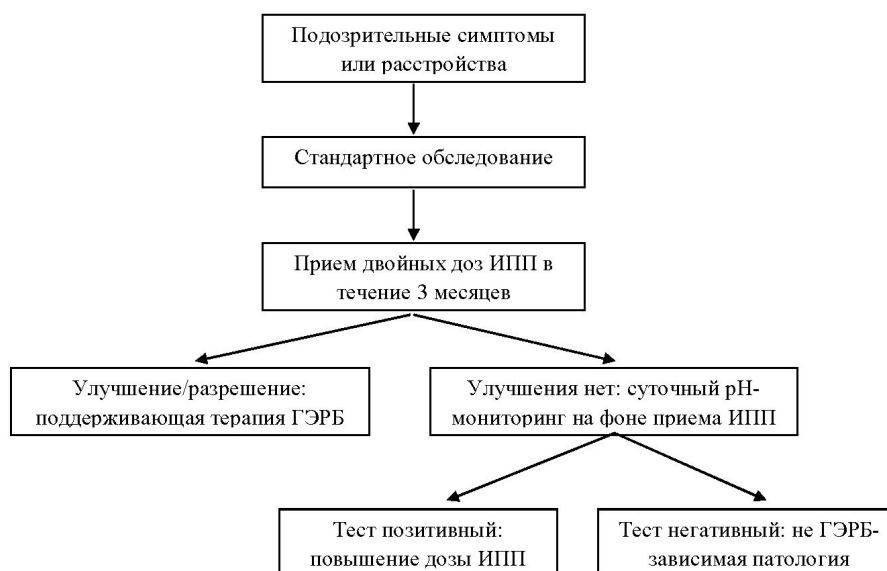 Подозрительные симптомы
или расстройства
Стандартное обследование
Прием двойных доз ИПП в
течение 3 месяцев
Улучшение/разрешение:
поддерживающая терапия ГЭРБ
Улучшения нет: суточный рН-
мониторинг на фоне приема ИПП
Тест позитивный:
повышение дозы ИПП
Тест негативный: не ГЭРБ-
зависимая патология